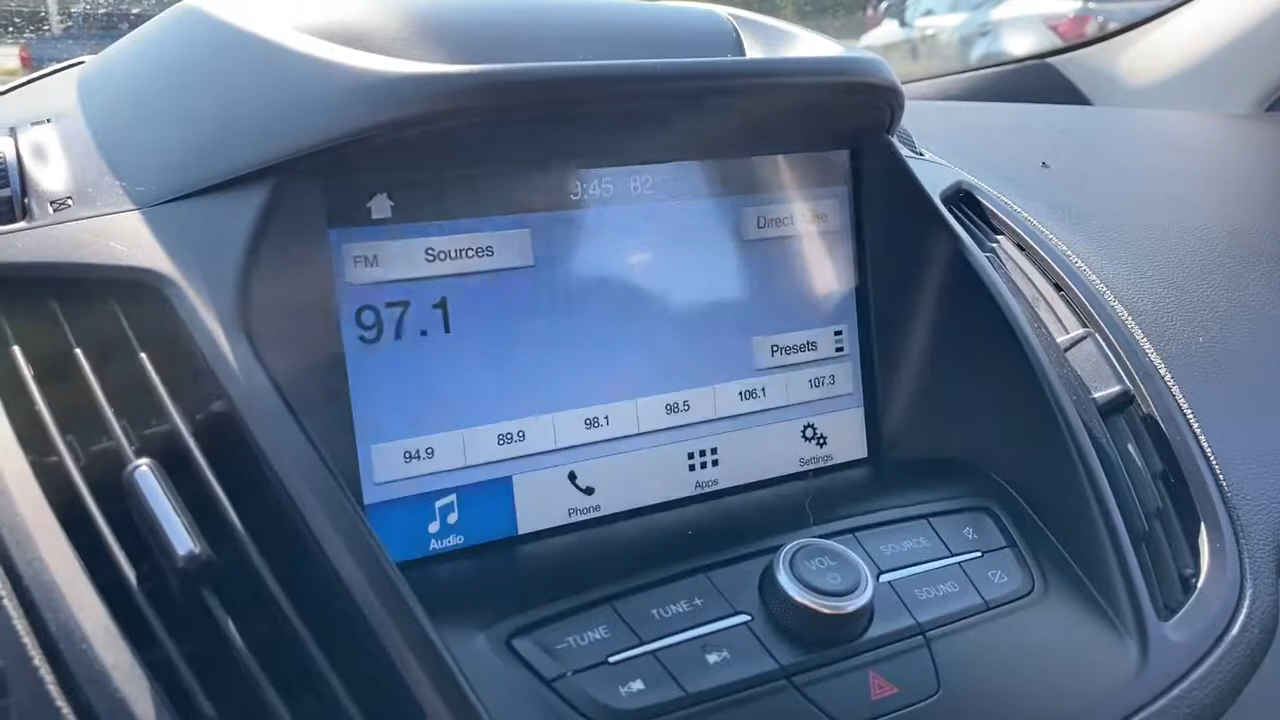 9:45 82
FM Sources
Direct Tune
97.1
Presets
94.9 89.9 98.1 98.5 106.1 107.3
Audio Phone Apps Settings
VOL
SOURCE
SOUND
–TUNE TUNE+